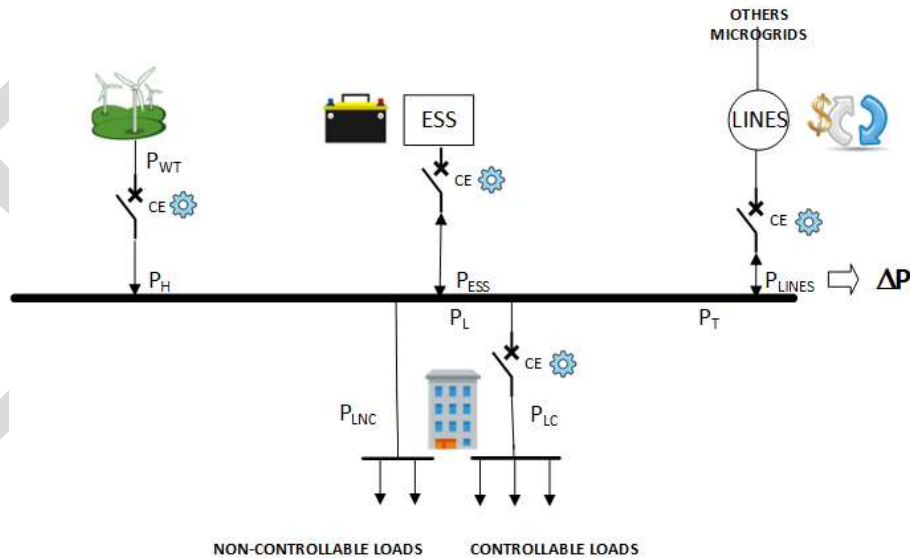 OTHERS
MICROGRIDS
ESS
LINES
$
P_WT
CE
CE
CE
P_H
P_ESS
P_LINES
ΔP
P_L
P_T
CE
P_LNC
P_LC
NON-CONTROLLABLE LOADS
CONTROLLABLE LOADS